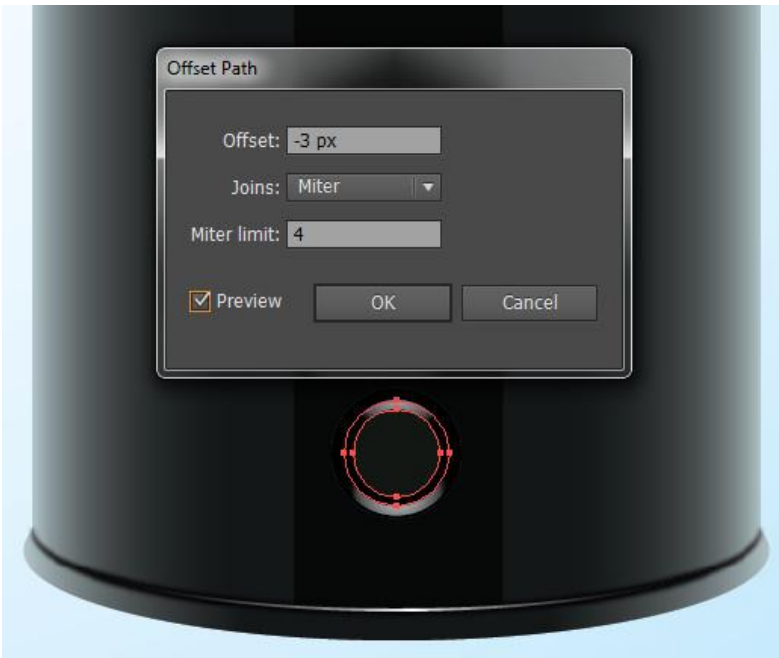 Offset Path
Offset: -3 px
Joins: Miter
Miter limit: 4
Preview OK Cancel